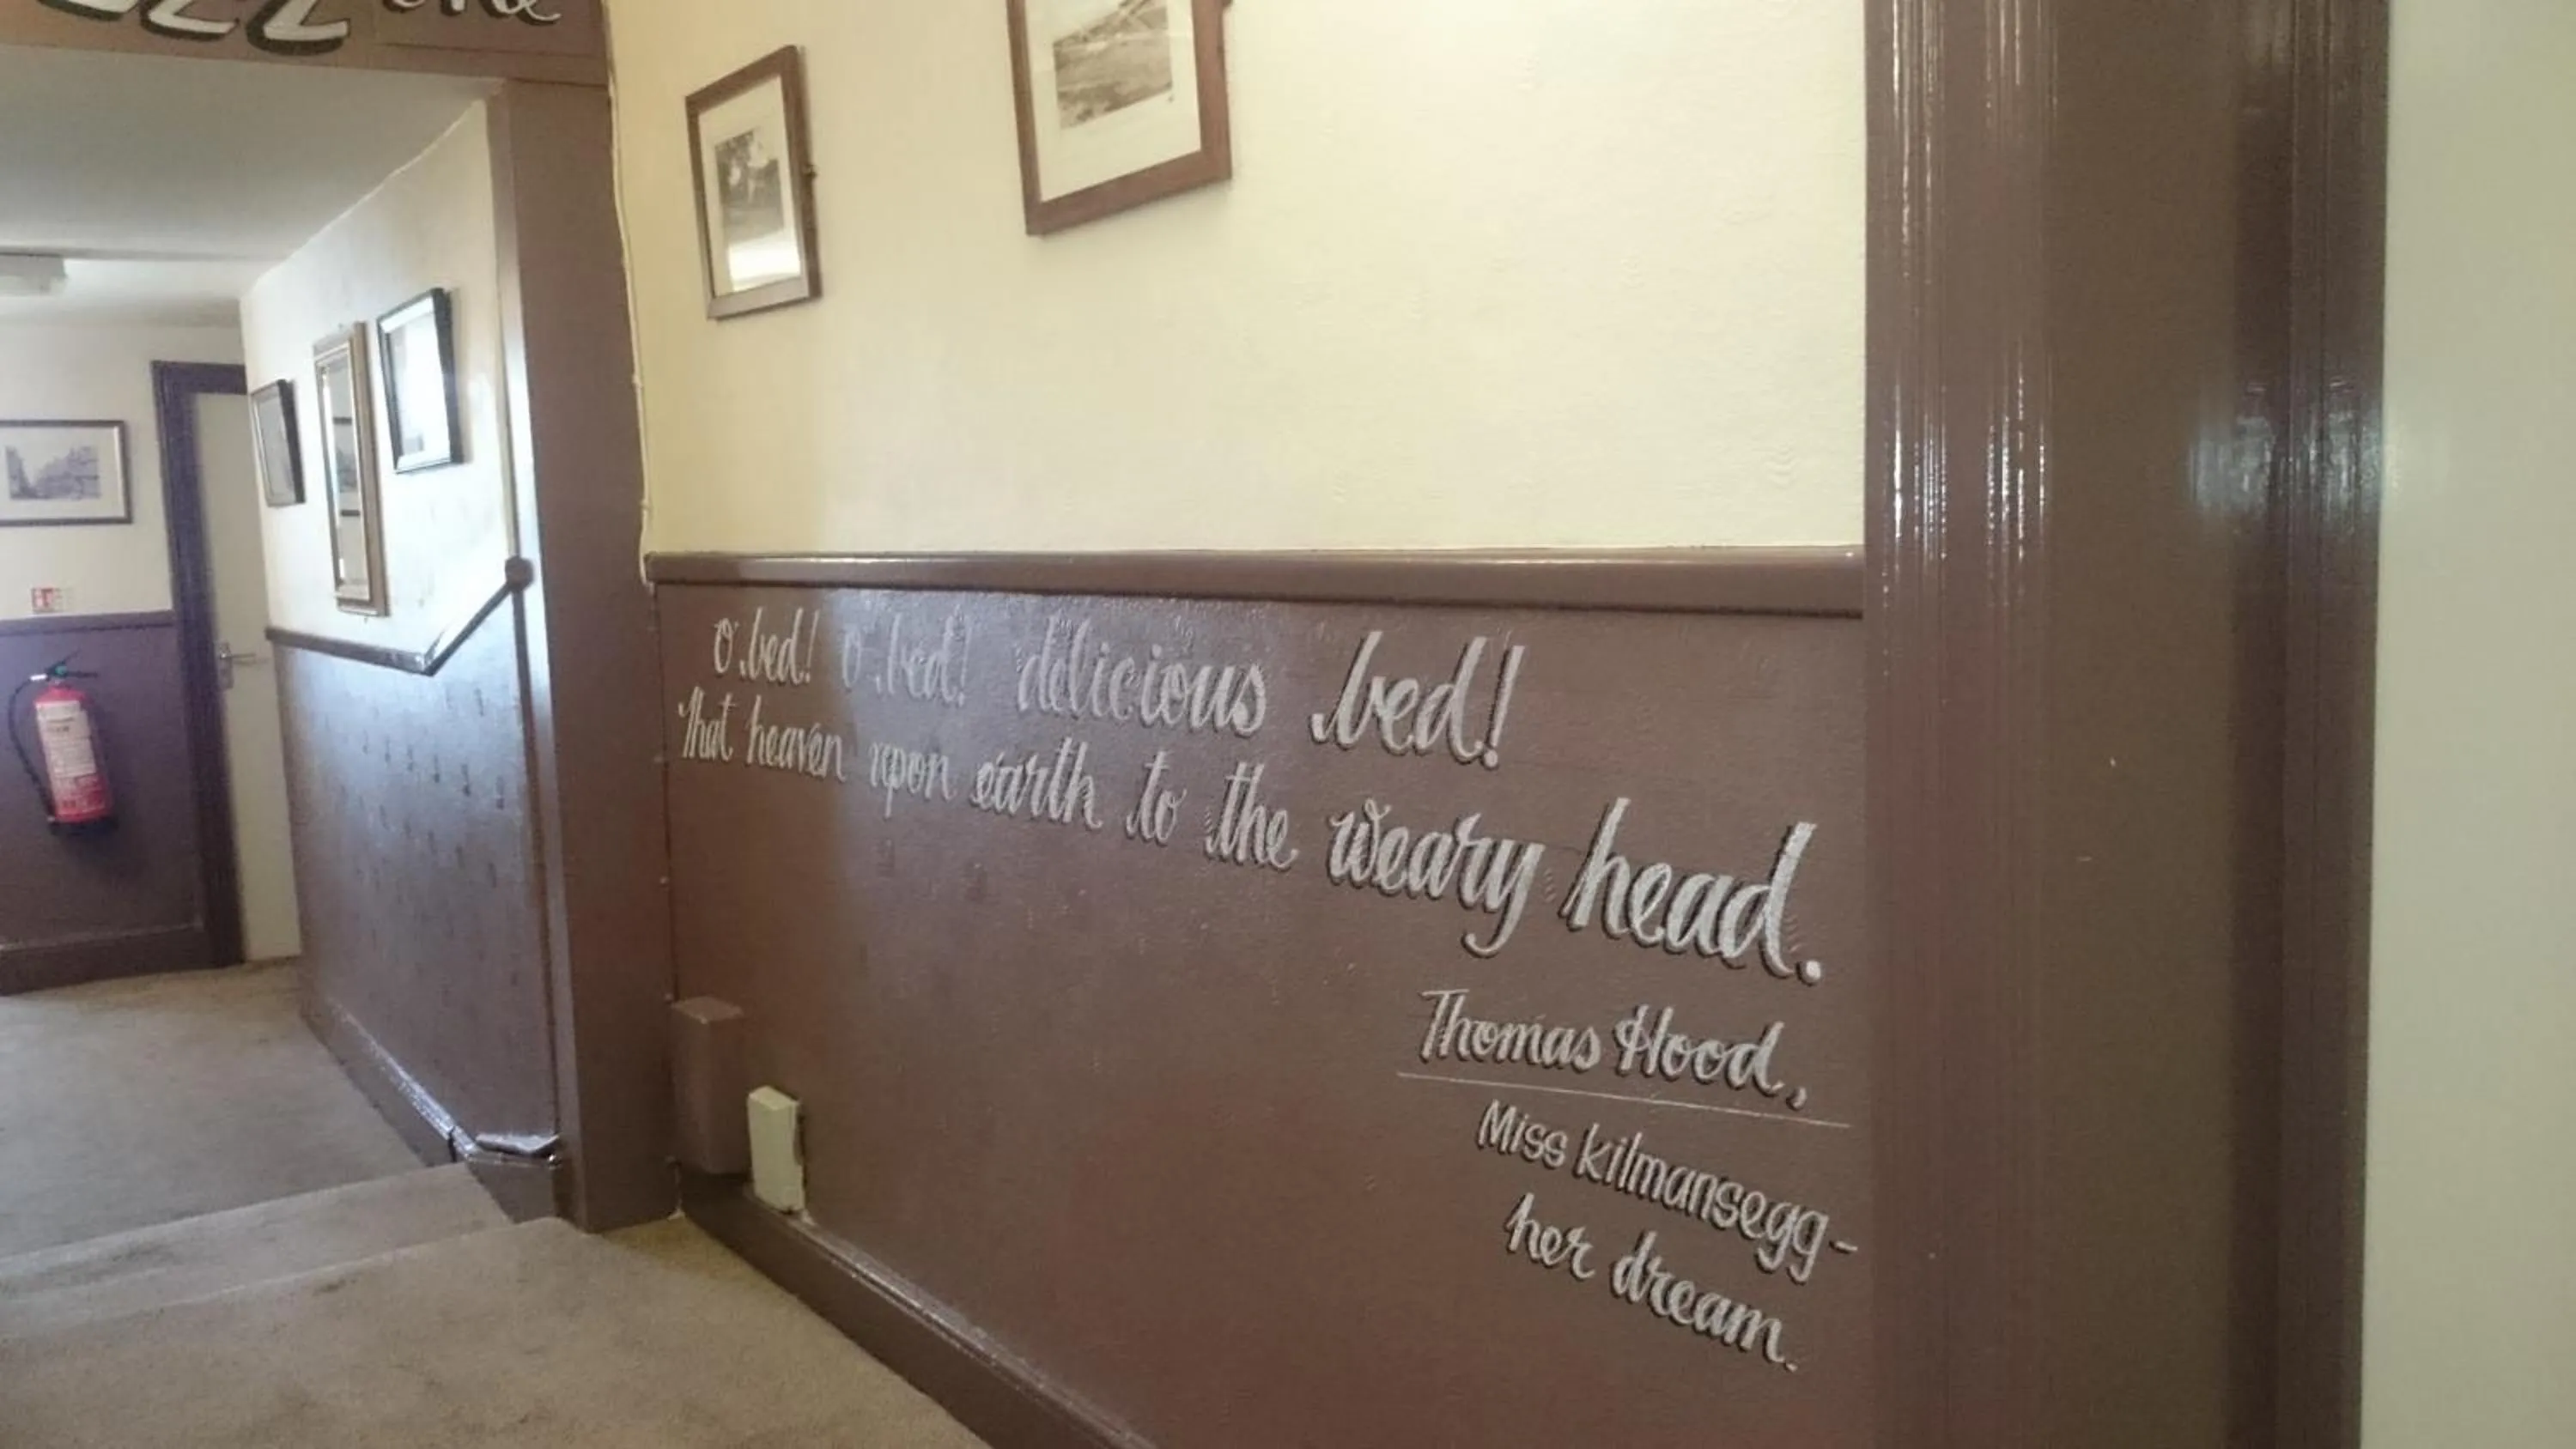 o bed! o bed! delicious bed!
That heaven upon earth to the weary head.
Thomas Hood,
Miss Kilmansegg-
her dream.